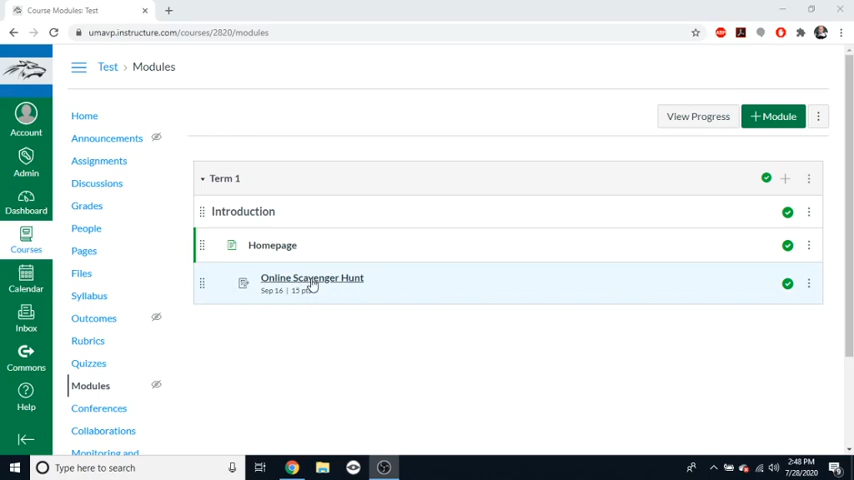 Course Modules: Test
umavp.instructure.com/courses/2820/modules
ABP
Test › Modules
Account
Admin
Dashboard
Courses
Calendar
Inbox
Commons
Help
Home
Announcements
Assignments
Discussions
Grades
People
Pages
Files
Syllabus
Outcomes
Rubrics
Quizzes
Modules
Conferences
Collaborations
Monitoring and
View Progress
+ Module
Term 1
Introduction
Homepage
Online Scavenger Hunt
Sep 16 | 15
Type here to search
2:48 PM
7/28/2020